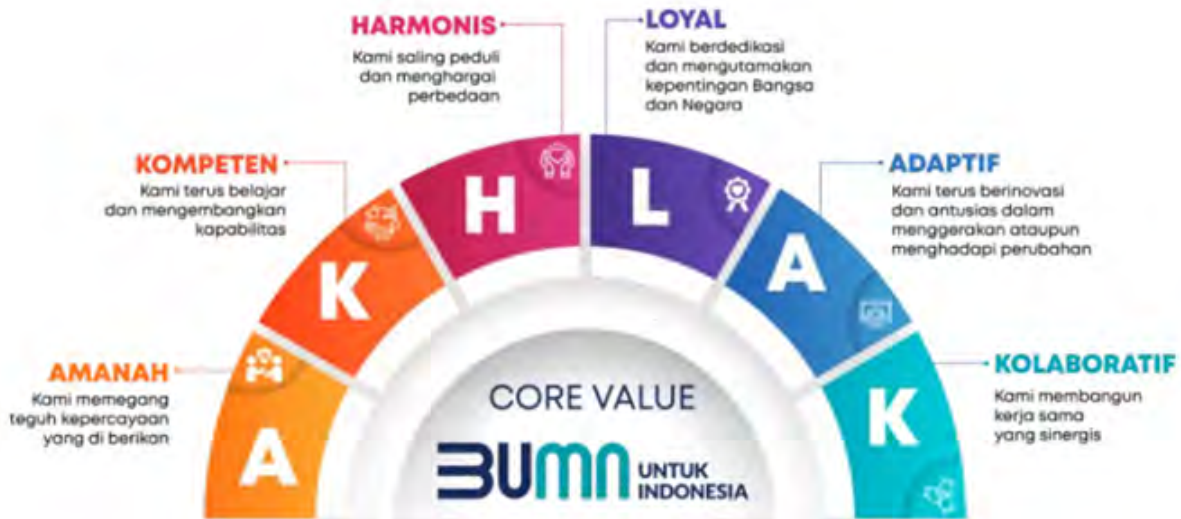 AMANAH
Kami memegang
teguh kepercayaan
yang di berikan
A
KOMPETEN
Kami terus belajar
dan mengembangkan
kapabilitas
K
HARMONIS
Kami saling peduli
dan menghargai
perbedaan
H
LOYAL
Kami berdedikasi
dan mengutamakan
kepentingan Bangsa
dan Negara
L
ADAPTIF
Kami terus berinovasi
dan antusias dalam
menggerakan ataupun
menghadapi perubahan
A
KOLABORATIF
Kami membangun
kerja sama
yang sinergis
K
CORE VALUE
BUMN UNTUK
INDONESIA